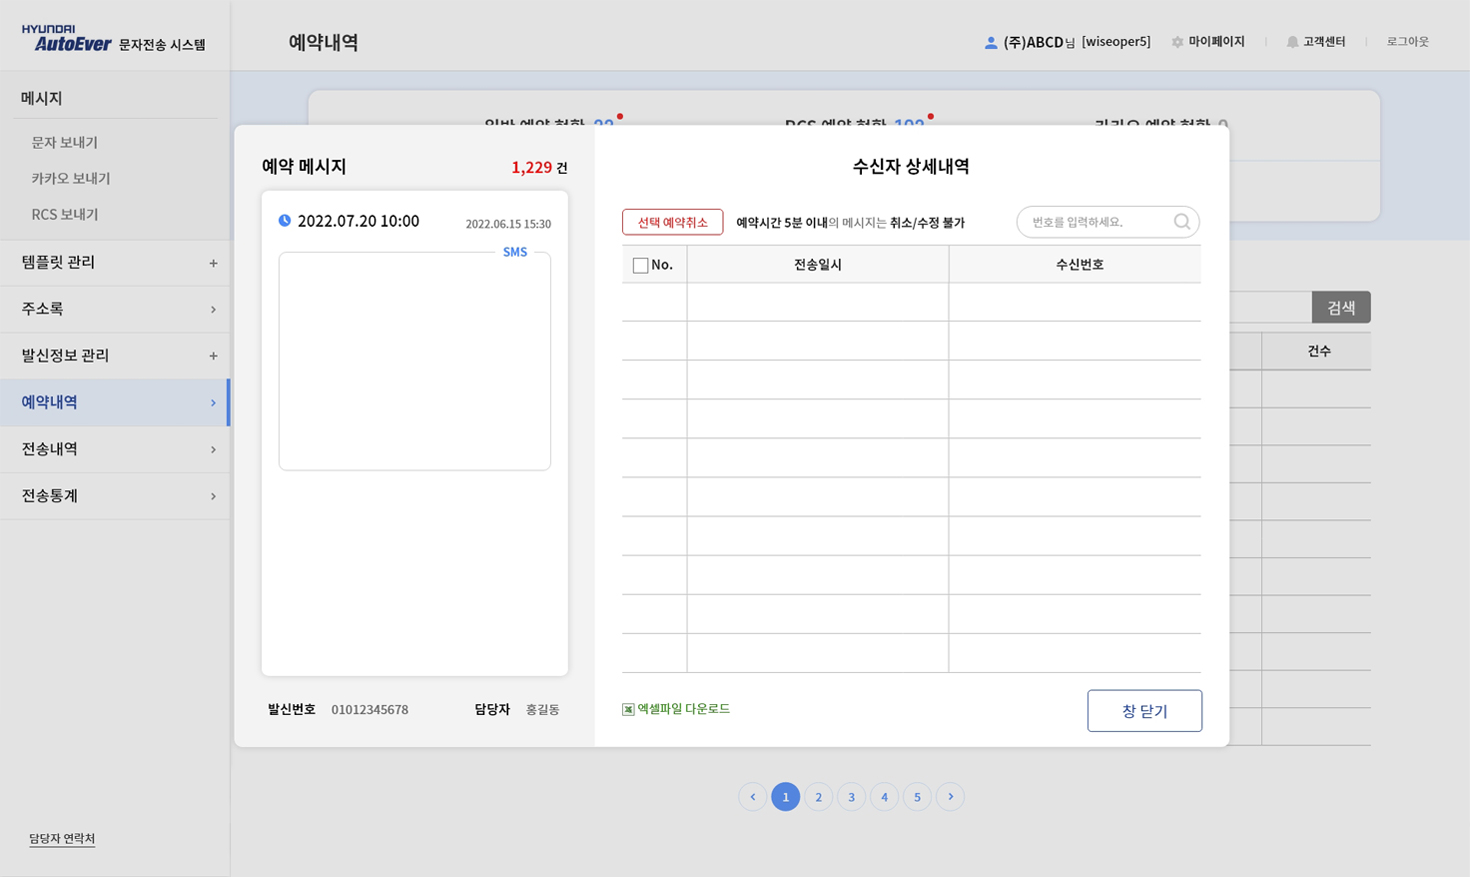 HYUNDAI
AutoEver 문자전송 시스템
예약내역
(주)ABCD님 [wiseoper5]
마이페이지
고객센터
로그아웃
메시지
문자 보내기
카카오 보내기
RCS 보내기
템플릿 관리 +
주소록 >
발신정보 관리 +
예약내역 >
전송내역 >
전송통계 >
담당자 연락처
일반 예약 현황
RCS 예약 현황
카카오 예약 현황
예약 메시지 1,229 건
2022.07.20 10:00 2022.06.15 15:30
SMS
발신번호 01012345678 담당자 홍길동
수신자 상세내역
선택 예약취소 예약시간 5분 이내의 메시지는 취소/수정 불가 번호를 입력하세요.
No. 전송일시 수신번호
엑셀파일 다운로드
창 닫기
검색
건수
< 1 2 3 4 5 >